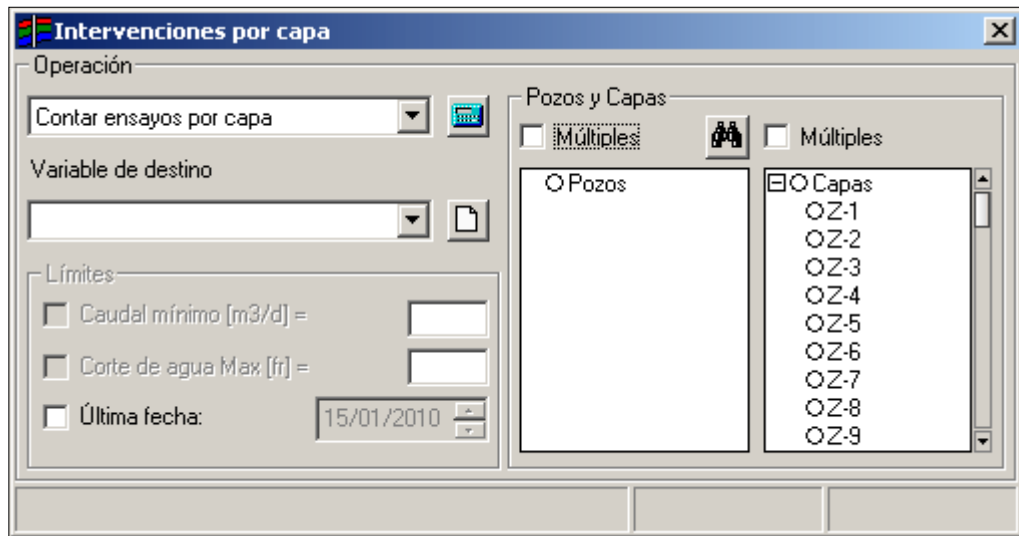 Intervenciones por capa
Operación
Contar ensayos por capa
Variable de destino
Límites
Caudal mínimo [m3/d] =
Corte de agua Max [fr] =
Última fecha:
15/01/2010
Pozos y Capas
Múltiples
Múltiples
Pozos
Capas
Z-1
Z-2
Z-3
Z-4
Z-5
Z-6
Z-7
Z-8
Z-9